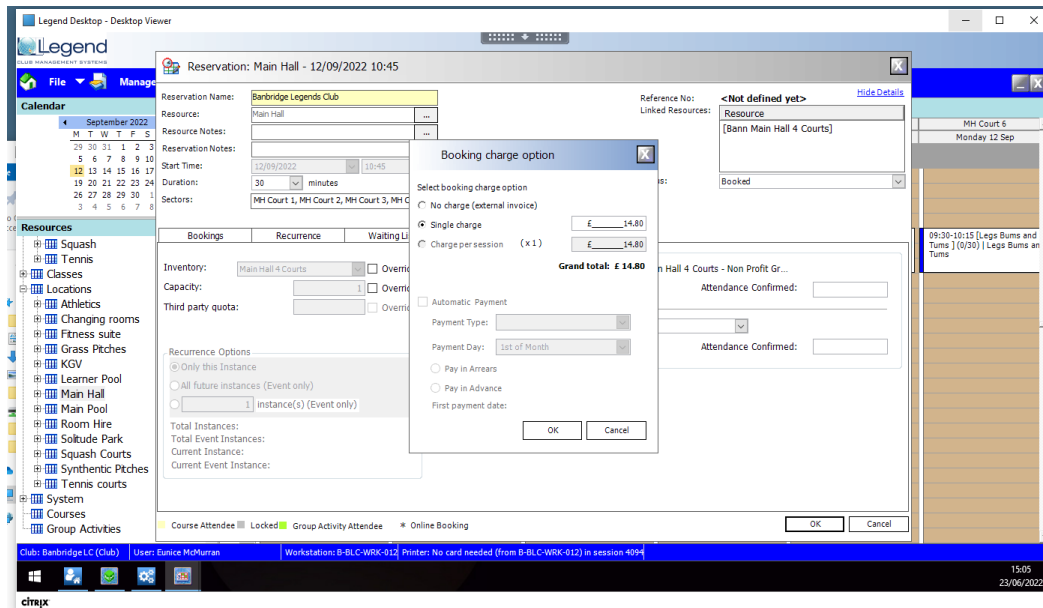 Legend Desktop - Desktop Viewer
Legend
CLUB MANAGEMENT SYSTEMS
File
Manage
Reservation: Main Hall - 12/09/2022 10:45
Calendar
September 2022
M T W T F S
29 30 31 1 2 3
5 6 7 8 9 10
12 13 14 15 16 17
19 20 21 22 23 24
26 27 28 29 30 1
3 4 5 6 7 8
Resources
Squash
Tennis
Classes
Locations
Athletics
Changing rooms
Fitness suite
Grass Pitches
KGV
Learner Pool
Main Hall
Main Pool
Room Hire
Solitude Park
Squash Courts
Synthentic Pitches
Tennis courts
System
Courses
Group Activities
Reservation Name: Banbridge Legends Club
Resource: Main Hall ...
Resource Notes: ...
Reservation Notes:
Start Time: 12/09/2022 10:45
Duration: 30 minutes
Sectors: MH Court 1, MH Court 2, MH Court 3, MH C
Reference No: <Not defined yet>
Hide Details
Linked Resources: Resource
[Bann Main Hall 4 Courts]
us: Booked
Bookings Recurrence Waiting Li
Inventory: Main Hall 4 Courts Overri
Capacity: 1 Overri
Third party quota: Overri
Recurrence Options
Only this Instance
All future instances (Event only)
1 instance(s) (Event only)
Total Instances:
Total Event Instances:
Current Instance:
Current Event Instance:
Booking charge option
Select booking charge option
No charge (external invoice)
Single charge £______14.80
Charge per session (x 1) £______14.80
Grand total: £ 14.80
Automatic Payment
Payment Type:
Payment Day: 1st of Month
Pay in Arrears
Pay in Advance
First payment date:
OK Cancel
n Hall 4 Courts - Non Profit Gr...
Attendance Confirmed:
Attendance Confirmed:
Course Attendee Locked Group Activity Attendee * Online Booking
OK Cancel
MH Court 6
Monday 12 Sep
09:30-10:15 [Legs Bums and
Tums ] (0/30) | Legs Bums an
Tums
Club: Banbridge LC (Club) User: Eunice McMurran Workstation: B-BLC-WRK-012 Printer: No card needed (from B-BLC-WRK-012) in session 4094
15:05
23/06/2022
citrix